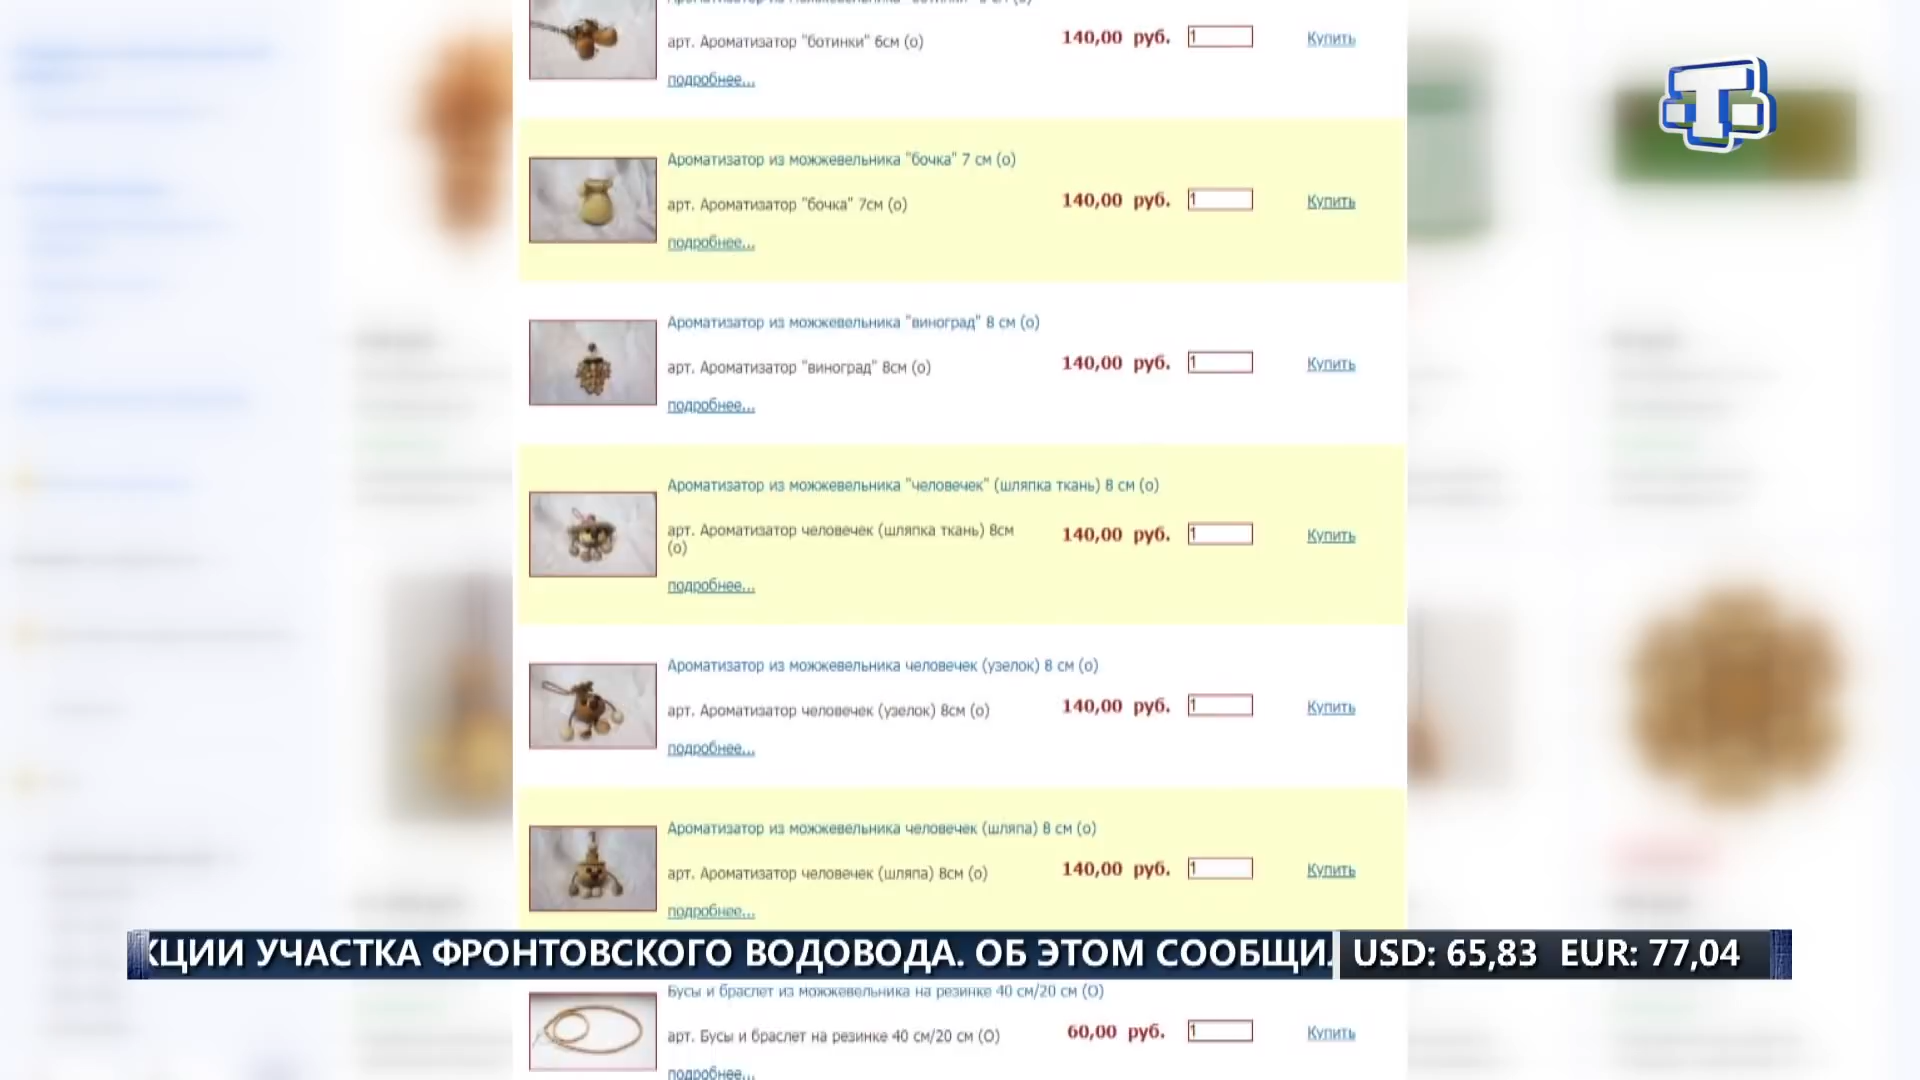 арт. Ароматизатор "ботинки" 6см (о)
140,00 руб.
1
Купить
подробнее...
Ароматизатор из можжевельника "бочка" 7 см (о)
арт. Ароматизатор "бочка" 7см (о)
140,00 руб.
1
Купить
подробнее...
Ароматизатор из можжевельника "виноград" 8 см (о)
арт. Ароматизатор "виноград" 8см (о)
140,00 руб.
1
Купить
подробнее...
Ароматизатор из можжевельника "человечек" (шляпка ткань) 8 см (о)
арт. Ароматизатор человечек (шляпка ткань) 8см
(о)
140,00 руб.
1
Купить
подробнее...
Ароматизатор из можжевельника человечек (узелок) 8 см (о)
арт. Ароматизатор человечек (узелок) 8см (о)
140,00 руб.
1
Купить
подробнее...
Ароматизатор из можжевельника человечек (шляпа) 8 см (о)
арт. Ароматизатор человечек (шляпа) 8см (о)
140,00 руб.
1
Купить
подробнее...
КЦИИ УЧАСТКА ФРОНТОВСКОГО ВОДОВОДА. ОБ ЭТОМ СООБЩИЛ
USD: 65,83 EUR: 77,04
Бусы и браслет из можжевельника на резинке 40 см/20 см (О)
арт. Бусы и браслет на резинке 40 см/20 см (О)
60,00 руб.
1
Купить
подробнее...